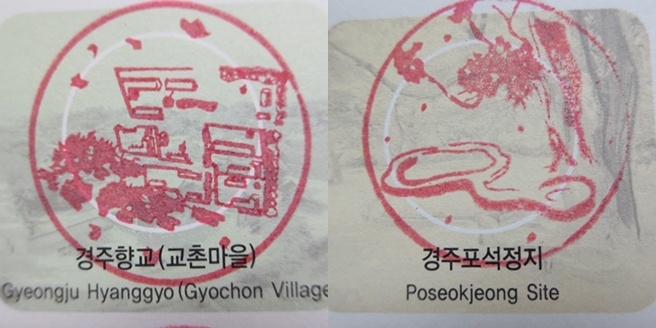 경주향교(교촌마을)
Gyeongju Hyanggyo(Gyochon Village
경주포석정지
Poseokjeong Site